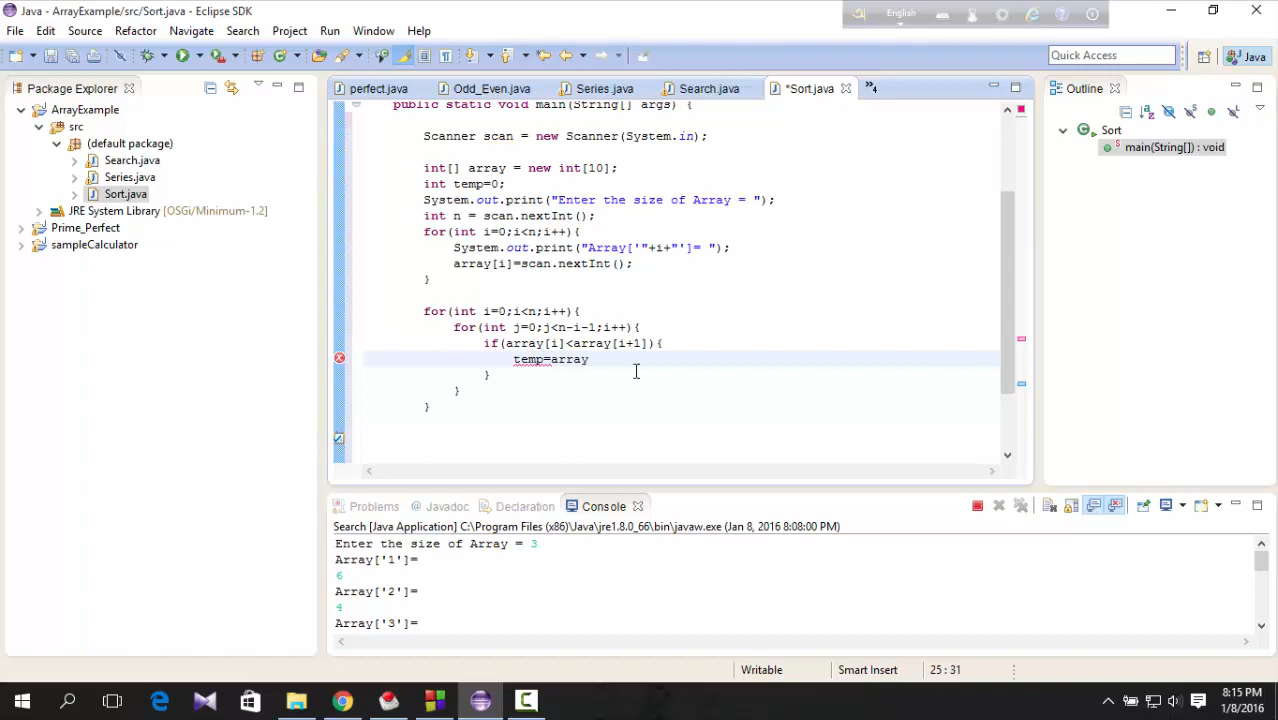 Java - ArrayExample/src/Sort.java - Eclipse SDK
English
File Edit Source Refactor Navigate Search Project Run Window Help
Quick Access
Java
Package Explorer
perfect.java Odd_Even.java Series.java Search.java *Sort.java 4
Outline
ArrayExample
src
(default package)
Search.java
Series.java
Sort.java
JRE System Library [OSGi/Minimum-1.2]
Prime_Perfect
sampleCalculator
public static void main(String[] args) {
Scanner scan = new Scanner(System.in);
int[] array = new int[10];
int temp=0;
System.out.print("Enter the size of Array = ");
int n = scan.nextInt();
for(int i=0;i<n;i++){
System.out.print("Array['"+i+"']= ");
array[i]=scan.nextInt();
}
for(int i=0;i<n;i++){
for(int j=0;j<n-i-1;i++){
if(array[i]<array[i+1]){
temp=array
}
}
}
Sort
main(String[]) : void
Problems Javadoc Declaration Console
Search [Java Application] C:\Program Files (x86)\Java\jre1.8.0_66\bin\javaw.exe (Jan 8, 2016 8:08:00 PM)
Enter the size of Array = 3
Array['1']=
6
Array['2']=
4
Array['3']=
Writable Smart Insert 25 : 31
8:15 PM
1/8/2016